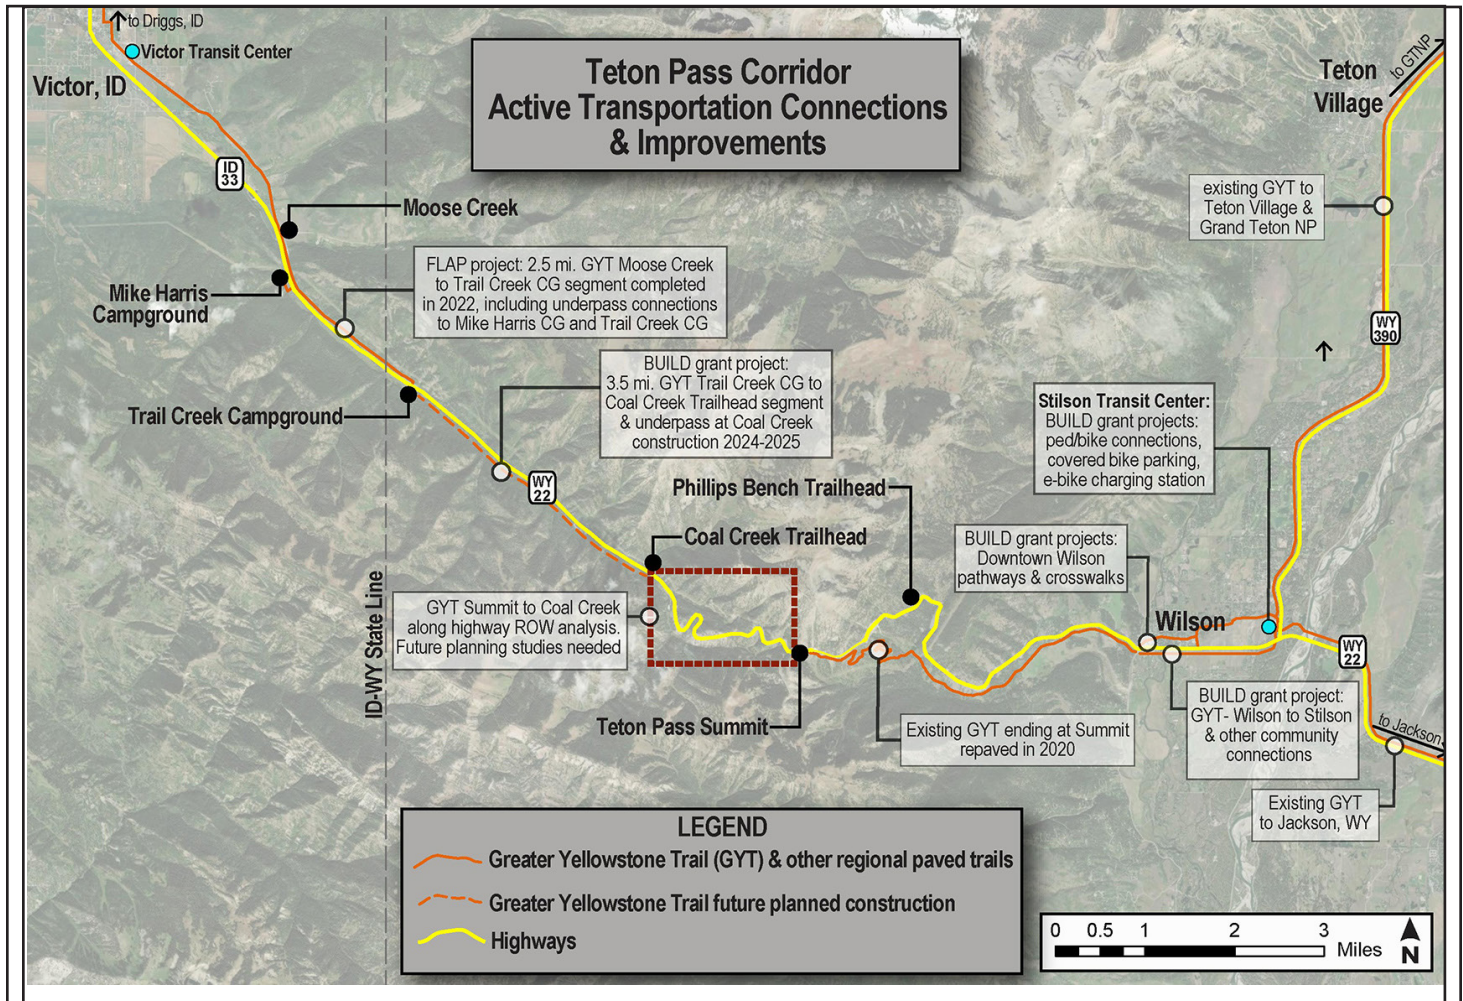 to Driggs, ID
Victor Transit Center
Victor, ID
Teton Pass Corridor
Active Transportation Connections
& Improvements
Teton
Village
to GTNP
ID
33
existing GYT to
Teton Village &
Grand Teton NP
Moose Creek
FLAP project: 2.5 mi. GYT Moose Creek
to Trail Creek CG segment completed
in 2022, including underpass connections
to Mike Harris CG and Trail Creek CG
Mike Harris
Campground
WY
390
BUILD grant project:
3.5 mi. GYT Trail Creek CG to
Coal Creek Trailhead segment
& underpass at Coal Creek
construction 2024-2025
Trail Creek Campground
Stilson Transit Center:
BUILD grant projects:
ped/bike connections,
covered bike parking,
e-bike charging station
WY
22
Phillips Bench Trailhead
Coal Creek Trailhead
BUILD grant projects:
Downtown Wilson
pathways & crosswalks
ID-WY State Line
GYT Summit to Coal Creek
along highway ROW analysis.
Future planning studies needed
Wilson
WY
22
Teton Pass Summit
Existing GYT ending at Summit
repaved in 2020
BUILD grant project:
GYT- Wilson to Stilson
& other community
connections
to Jackson
Existing GYT
to Jackson, WY
LEGEND
Greater Yellowstone Trail (GYT) & other regional paved trails
Greater Yellowstone Trail future planned construction
Highways
0 0.5 1 2 3
Miles
N